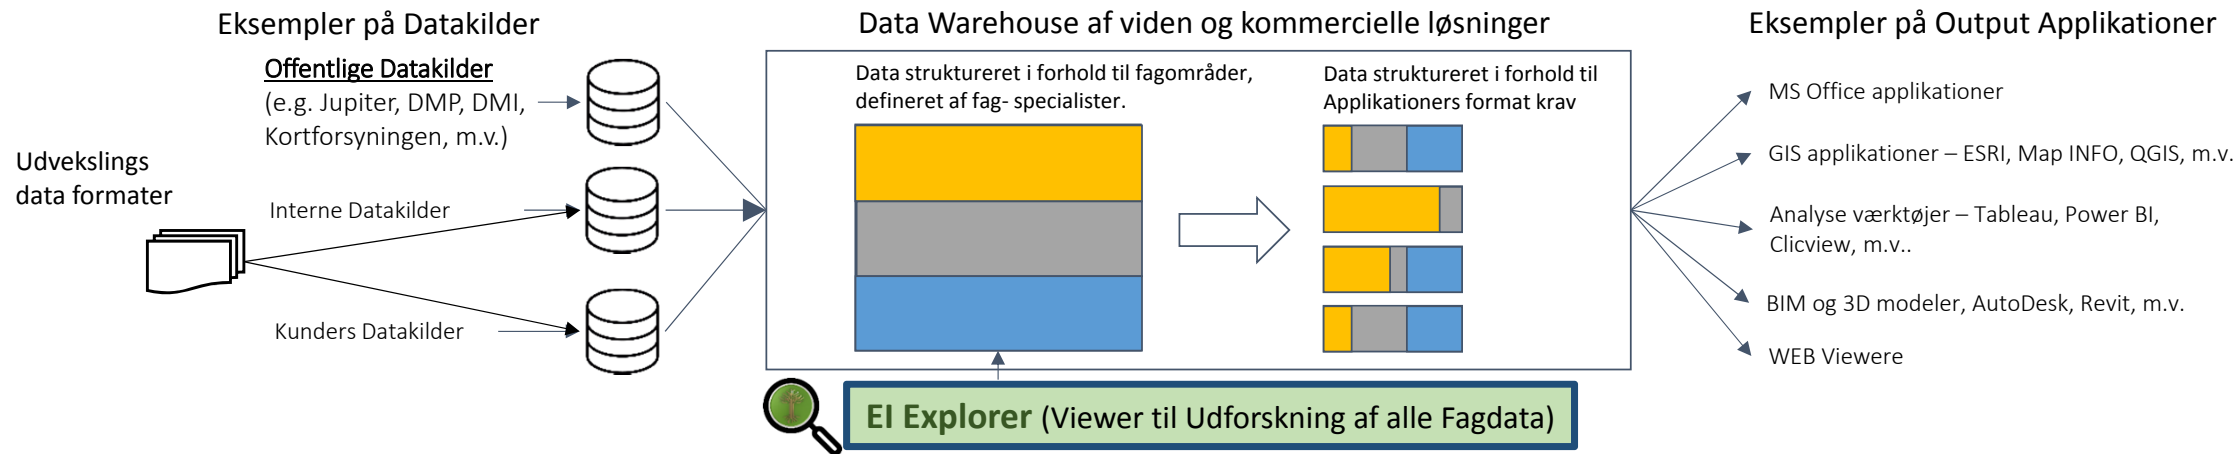 Eksempler på Datakilder
Offentlige Datakilder
(e.g. Jupiter, DMP, DMI,
Kortforsyningen, m.v.)
Udvekslings
data formater
Interne Datakilder
Kunders Datakilder
Data Warehouse af viden og kommercielle løsninger
Data struktureret i forhold til fagområder,
defineret af fag- specialister.
Data struktureret i forhold til
Applikationers format krav
EI Explorer (Viewer til Udforskning af alle Fagdata)
Eksempler på Output Applikationer
MS Office applikationer
GIS applikationer – ESRI, Map INFO, QGIS, m.v.
Analyse værktøjer – Tableau, Power BI,
Clicview, m.v..
BIM og 3D modeler, AutoDesk, Revit, m.v.
WEB Viewere